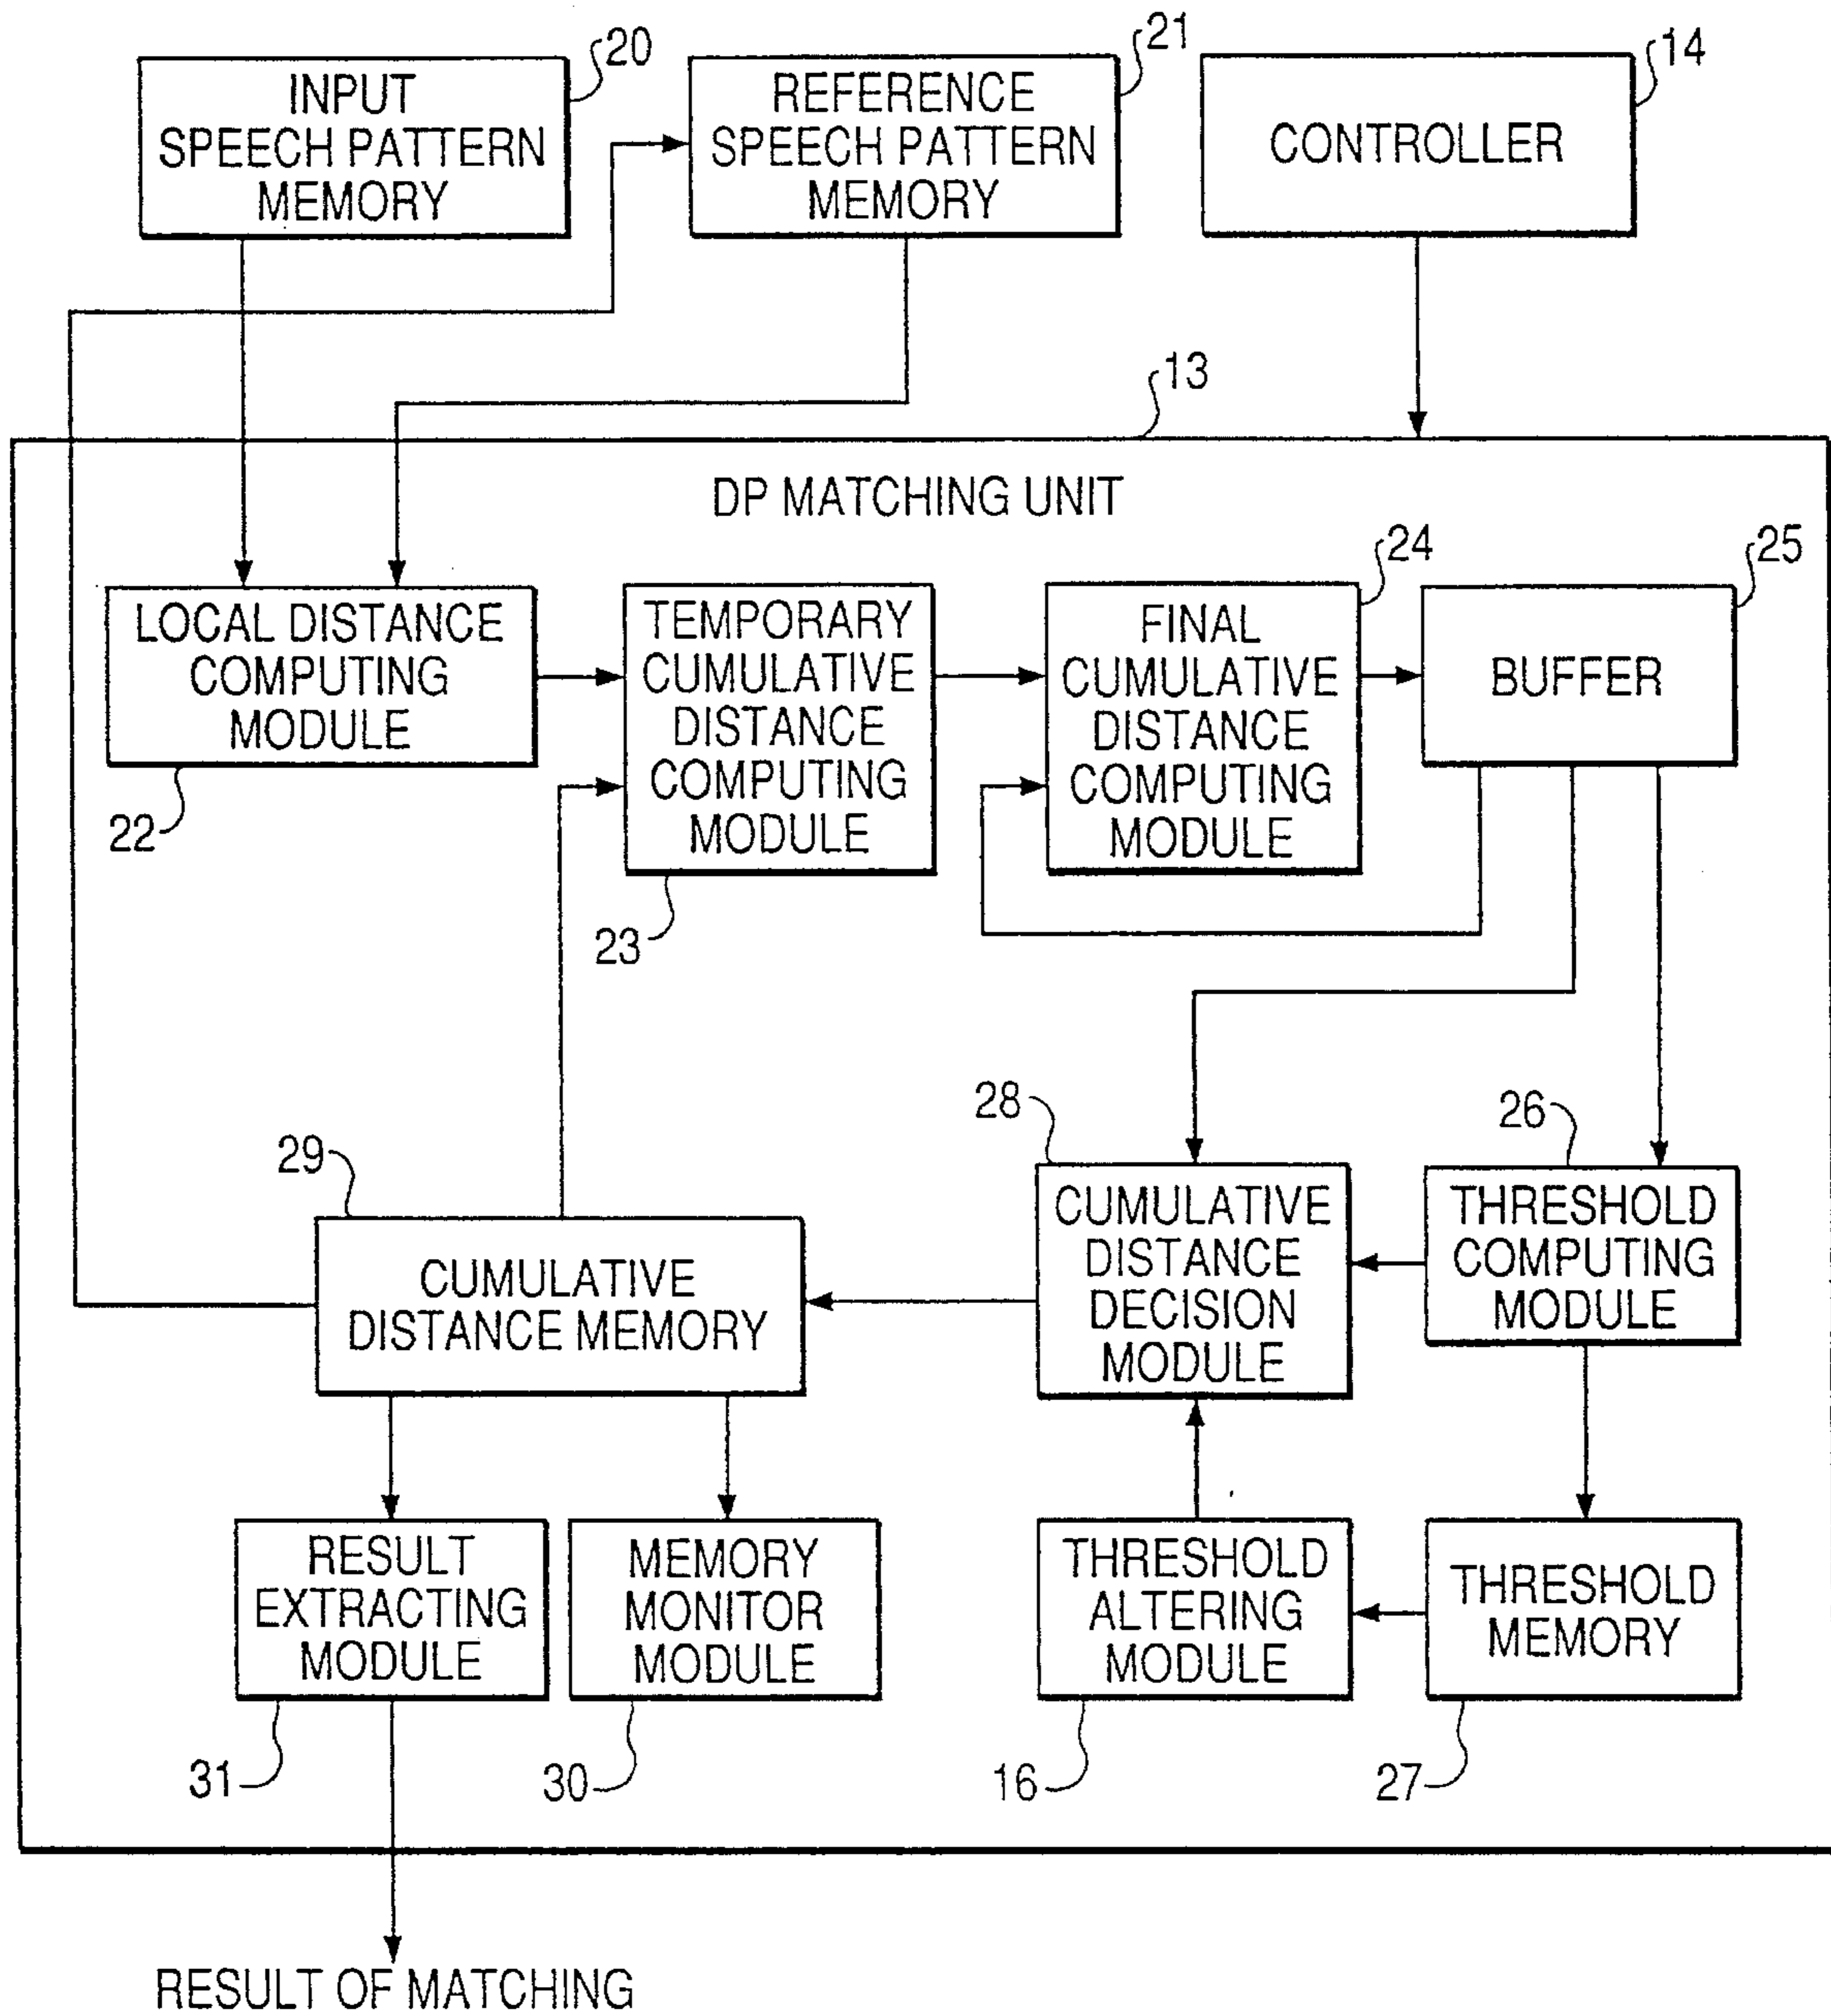 20
INPUT
SPEECH PATTERN
MEMORY
21
REFERENCE
SPEECH PATTERN
MEMORY
14
CONTROLLER
13
DP MATCHING UNIT
LOCAL DISTANCE
COMPUTING
MODULE
22
TEMPORARY
CUMULATIVE
DISTANCE
COMPUTING
MODULE
23
24
FINAL
CUMULATIVE
DISTANCE
COMPUTING
MODULE
25
BUFFER
29
CUMULATIVE
DISTANCE MEMORY
28
CUMULATIVE
DISTANCE
DECISION
MODULE
26
THRESHOLD
COMPUTING
MODULE
RESULT
EXTRACTING
MODULE
31
MEMORY
MONITOR
MODULE
30
THRESHOLD
ALTERING
MODULE
16
THRESHOLD
MEMORY
27
RESULT OF MATCHING